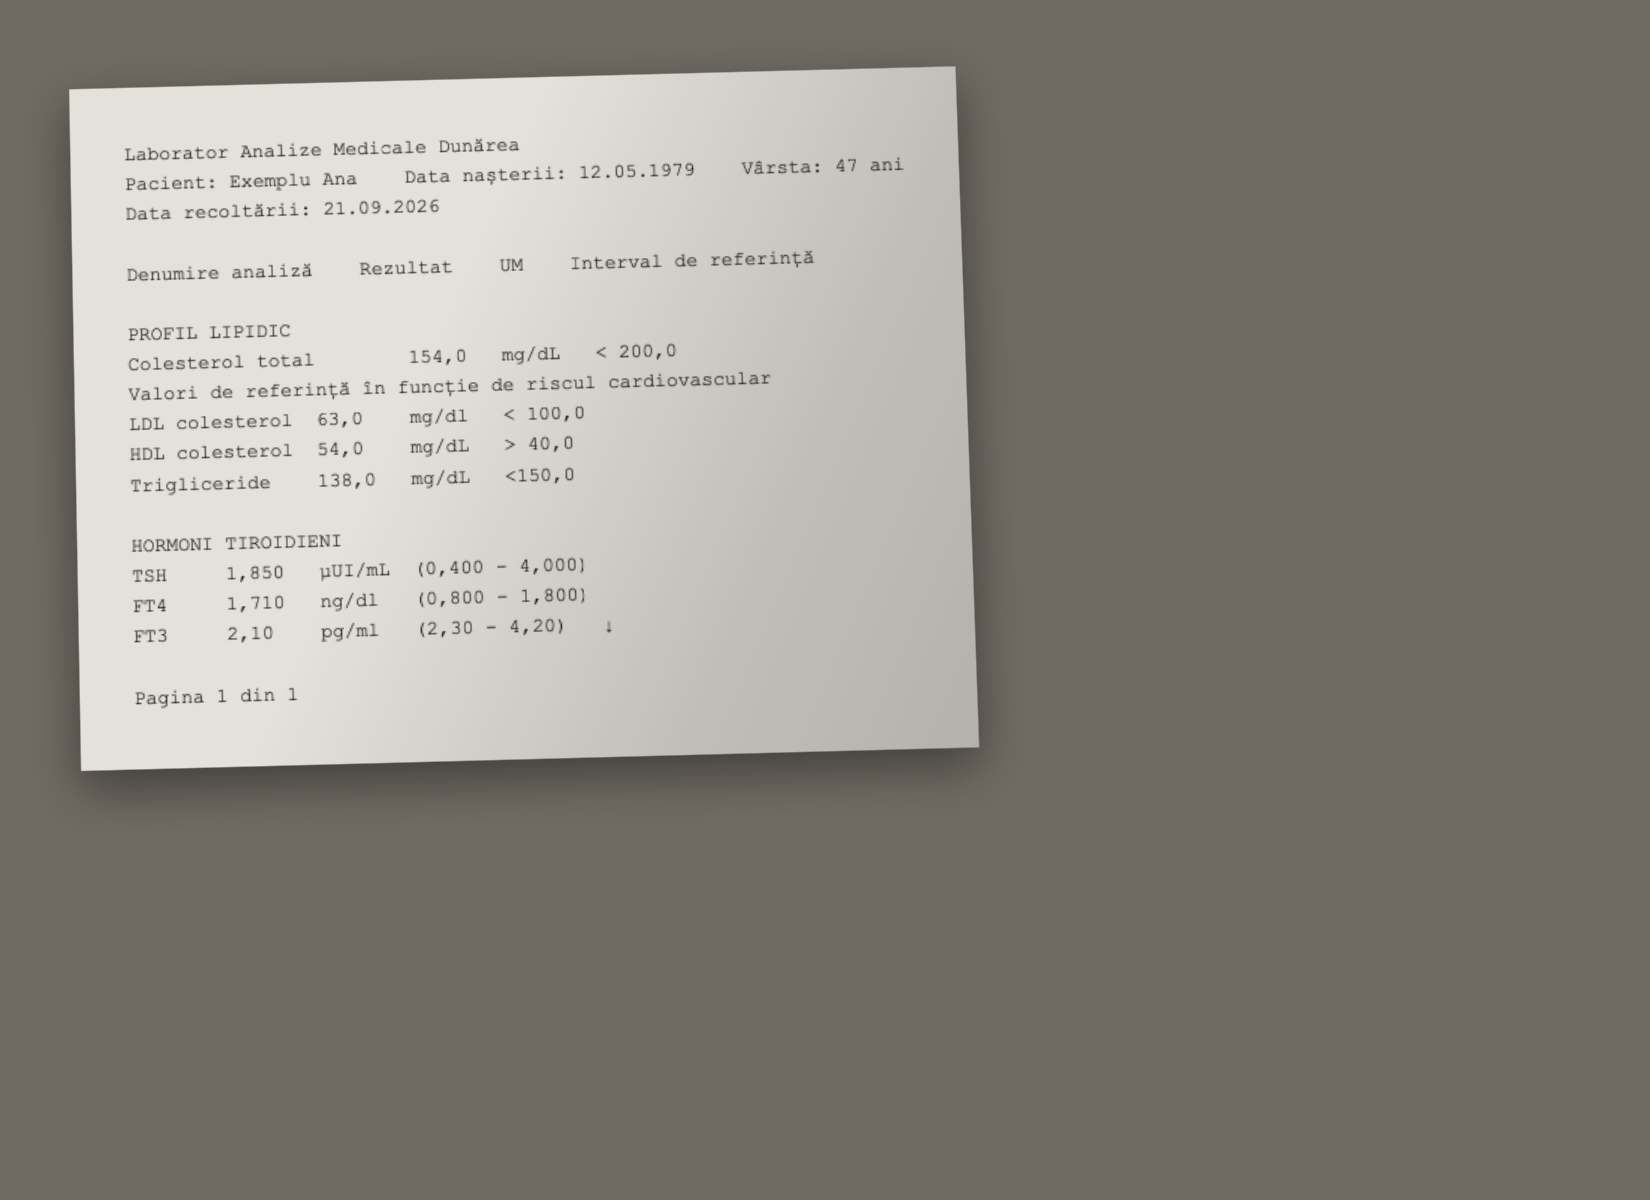 Laborator Analize Medicale Dunărea
Pacient: Exemplu Ana    Data nașterii: 12.05.1979    Vârsta: 47 ani
Data recoltării: 21.09.2026
Denumire analiză    Rezultat    UM    Interval de referință
PROFIL LIPIDIC
Colesterol total        154,0   mg/dL   < 200,0
Valori de referință în funcție de riscul cardiovascular
LDL colesterol  63,0    mg/dl   < 100,0
HDL colesterol  54,0    mg/dL   > 40,0
Trigliceride    138,0   mg/dL   <150,0
HORMONI TIROIDIENI
TSH     1,850   µUI/mL  (0,400 - 4,000)
FT4     1,710   ng/dl   (0,800 - 1,800)
FT3     2,10    pg/ml   (2,30 - 4,20)   ↓
Pagina 1 din 1